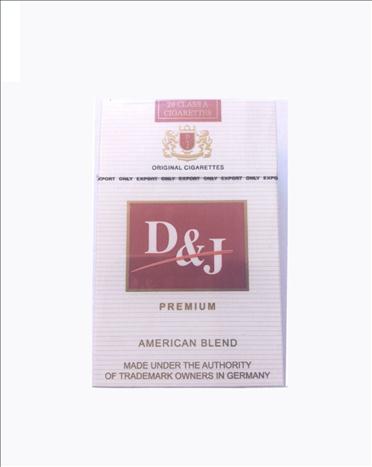 20 CLASS A
CIGARETTES
D
J
ORIGINAL CIGARETTES
XPORT ONLY EXPORT ONLY EXPORT ONLY EXPORT ONLY EXPO
D&J
PREMIUM
AMERICAN BLEND
MADE UNDER THE AUTHORITY
OF TRADEMARK OWNERS IN GERMANY